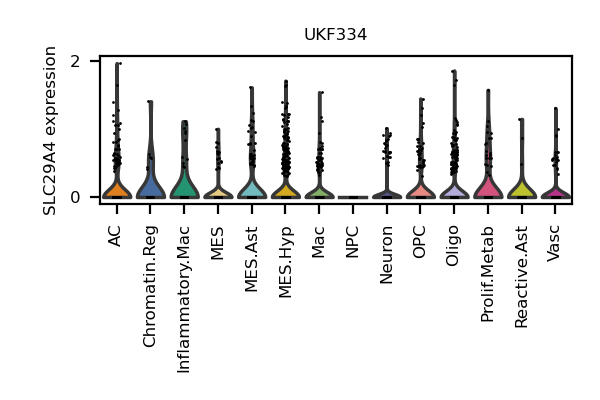 UKF334
SLC29A4 expression
2
0
AC
Chromatin.Reg
Inflammatory.Mac
MES
MES.Ast
MES.Hyp
Mac
NPC
Neuron
OPC
Oligo
Prolif.Metab
Reactive.Ast
Vasc